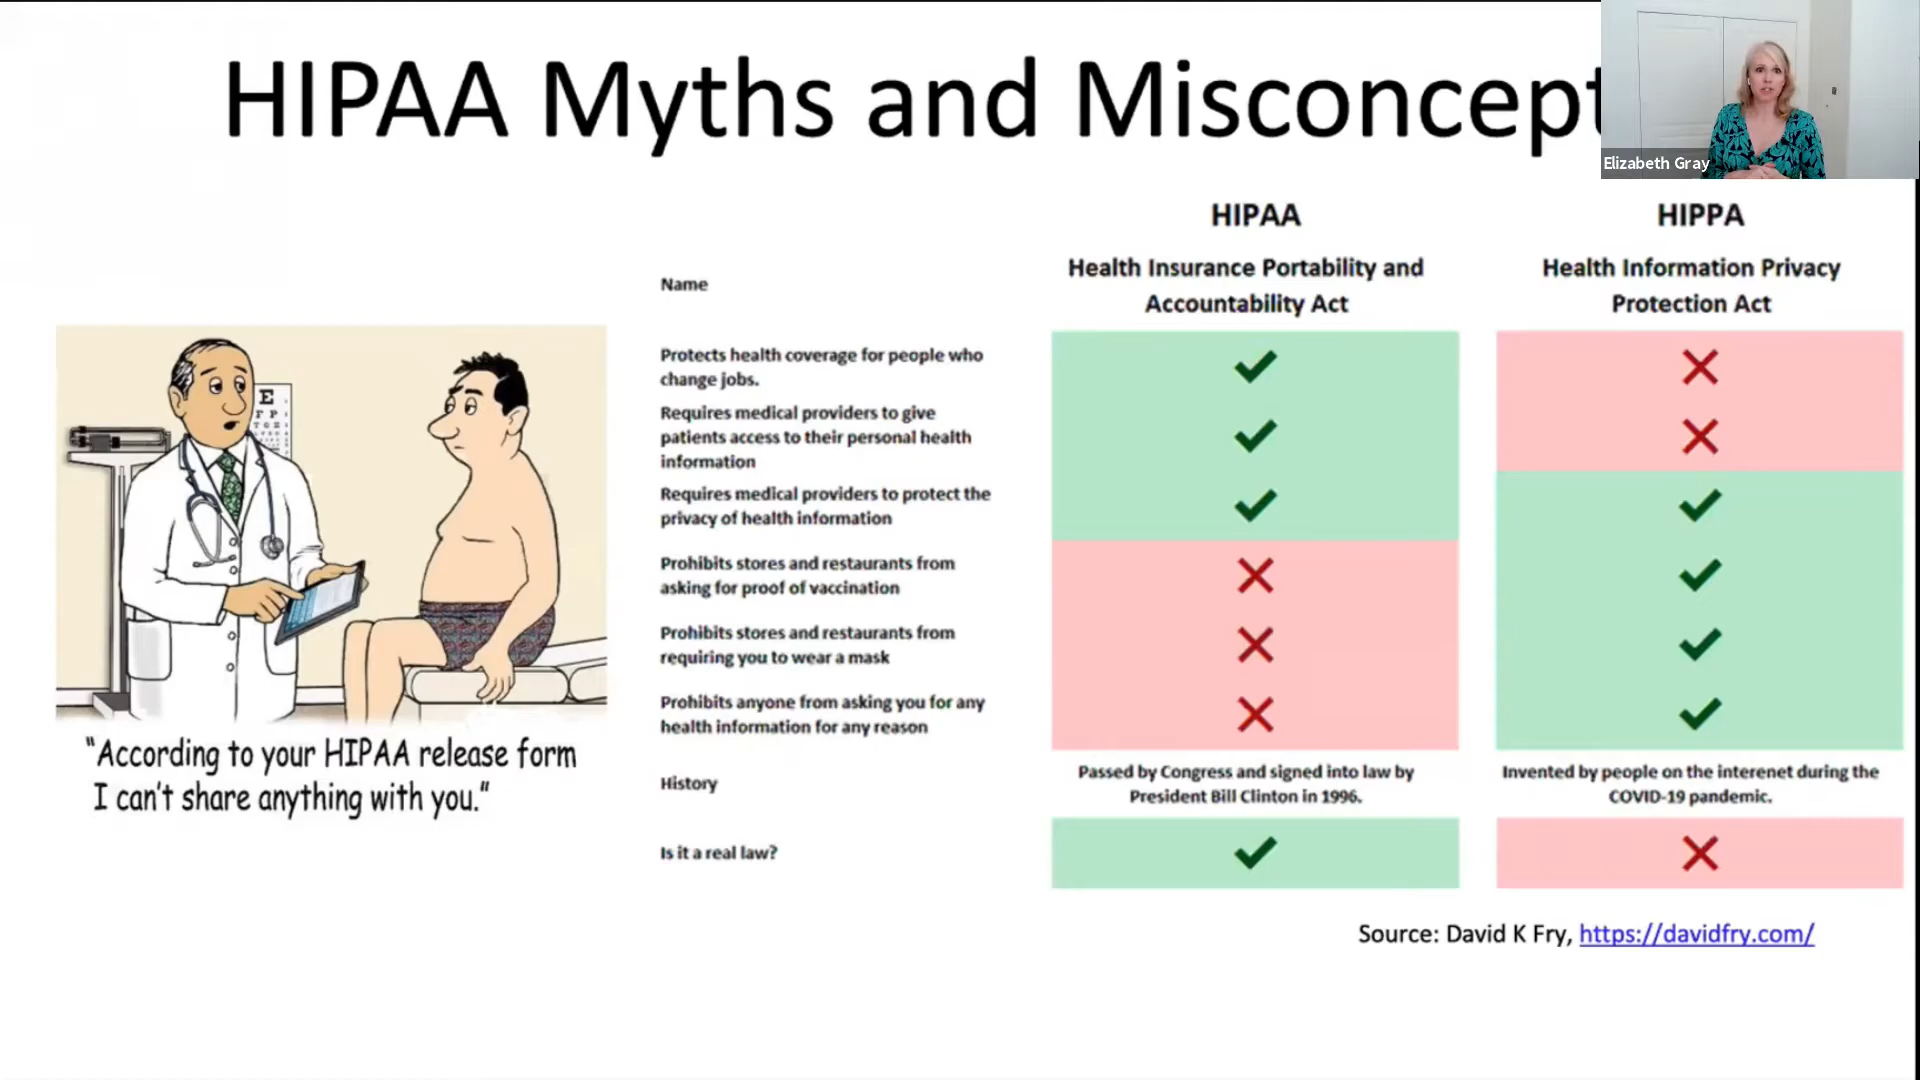 HIPAA Myths and Misconcept
Elizabeth Gray
HIPAA
HIPPA
Name
Health Insurance Portability and
Accountability Act
Health Information Privacy
Protection Act
Protects health coverage for people who
change jobs.
Requires medical providers to give
patients access to their personal health
information
Requires medical providers to protect the
privacy of health information
Prohibits stores and restaurants from
asking for proof of vaccination
Prohibits stores and restaurants from
requiring you to wear a mask
Prohibits anyone from asking you for any
health information for any reason
History
Passed by Congress and signed into law by
President Bill Clinton in 1996.
Invented by people on the interenet during the
COVID-19 pandemic.
Is it a real law?
E
"According to your HIPAA release form
I can't share anything with you."
Source: David K Fry, https://davidfry.com/